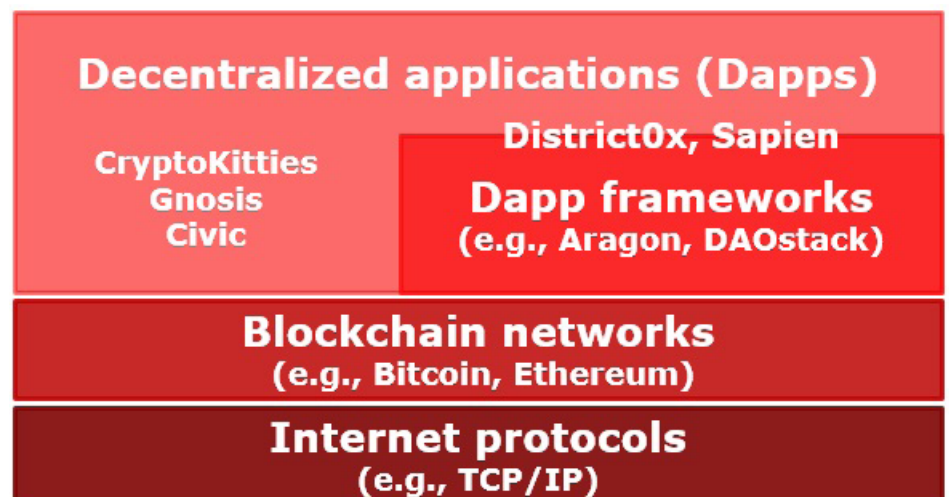 Decentralized applications (Dapps)
CryptoKitties
Gnosis
Civic
District0x, Sapien
Dapp frameworks
(e.g., Aragon, DAOstack)
Blockchain networks
(e.g., Bitcoin, Ethereum)
Internet protocols
(e.g., TCP/IP)